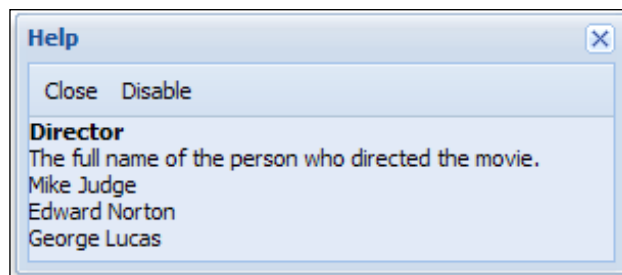 Help
Close Disable
Director
The full name of the person who directed the movie.
Mike Judge
Edward Norton
George Lucas